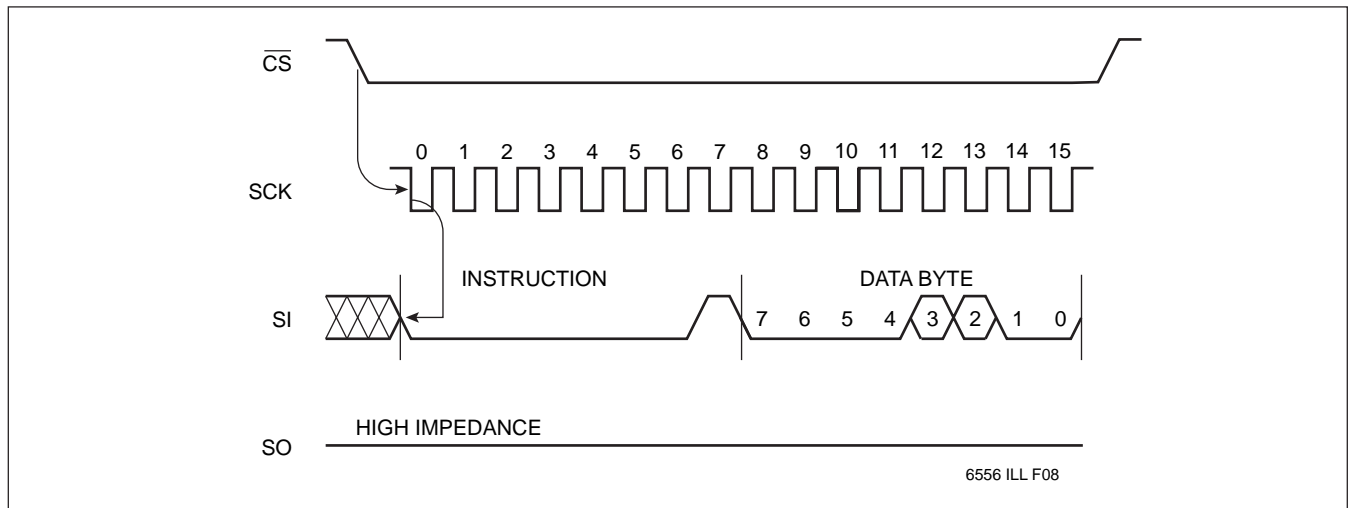 CS
0 1 2 3 4 5 6 7 8 9 10 11 12 13 14 15
SCK
INSTRUCTION DATA BYTE
SI
7 6 5 4 3 2 1 0
HIGH IMPEDANCE
SO
6556 ILL F08